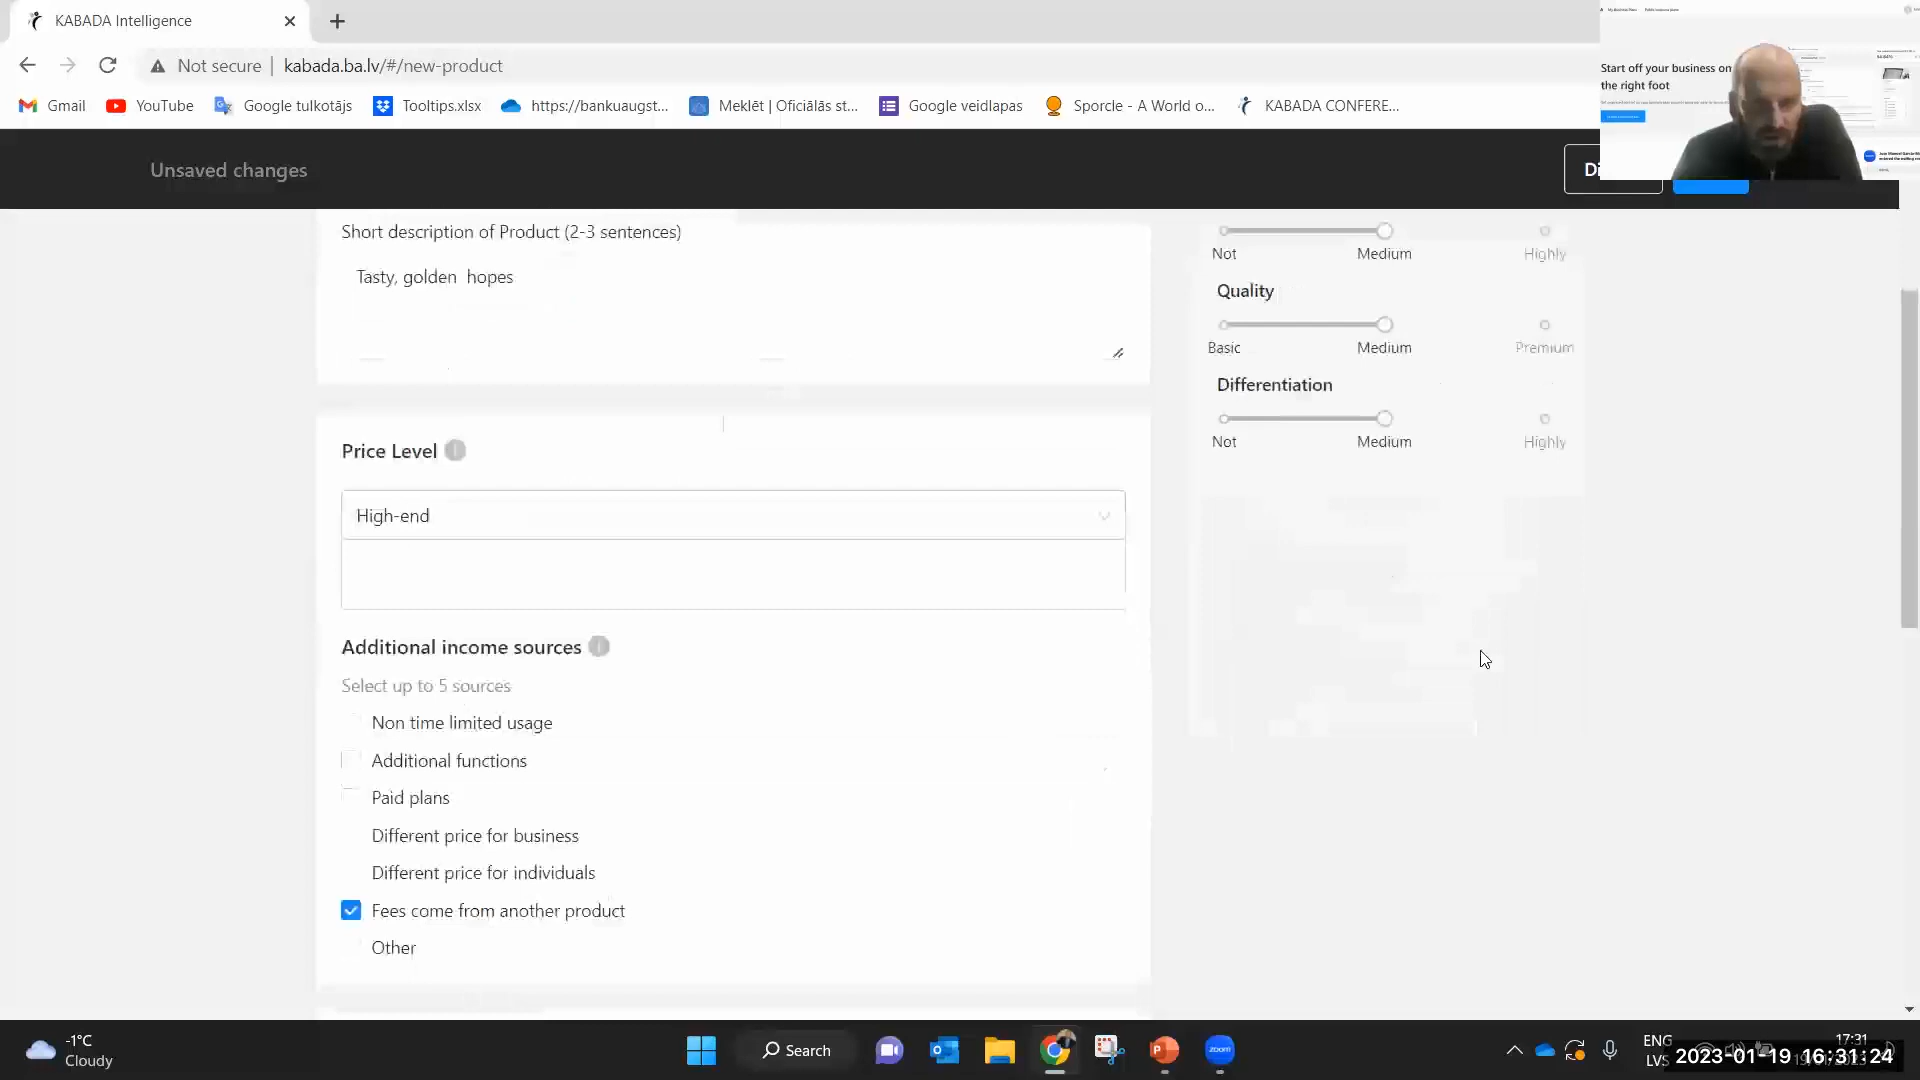 KABADA Intelligence
Not secure
kabada.ba.lv/#/new-product
Gmail
YouTube
Google tulkotājs
Tooltips.xlsx
https://bankuaugst...
Meklēt | Oficiālās st...
Google veidlapas
Sporcle - A World o...
KABADA CONFERE...
Start off your business on
the right foot
Unsaved changes
Di
Short description of Product (2-3 sentences)
Tasty, golden hopes
Not
Medium
Highly
Quality
Basic
Medium
Premium
Differentiation
Not
Medium
Highly
Price Level
High-end
Additional income sources
Select up to 5 sources
Non time limited usage
Additional functions
Paid plans
Different price for business
Different price for individuals
Fees come from another product
Other
-1°C
Cloudy
Search
zoom
ENG
LVS
17:31
2023-01-19 16:31:24